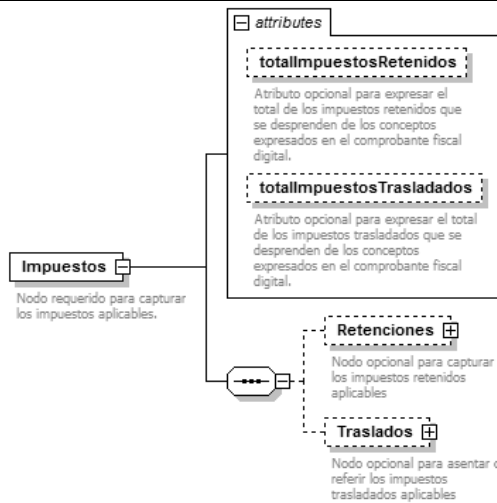 attributes
totalImpuestosRetenidos
Atributo opcional para expresar el
total de los impuestos retenidos que
se desprenden de los conceptos
expresados en el comprobante fiscal
digital.
totalImpuestosTrasladados
Atributo opcional para expresar el total
de los impuestos trasladados que se
desprenden de los conceptos
expresados en el comprobante fiscal
digital.
Impuestos
Nodo requerido para capturar
los impuestos aplicables.
Retenciones
Nodo opcional para capturar
los impuestos retenidos
aplicables
Traslados
Nodo opcional para asentar o
referir los impuestos
trasladados aplicables